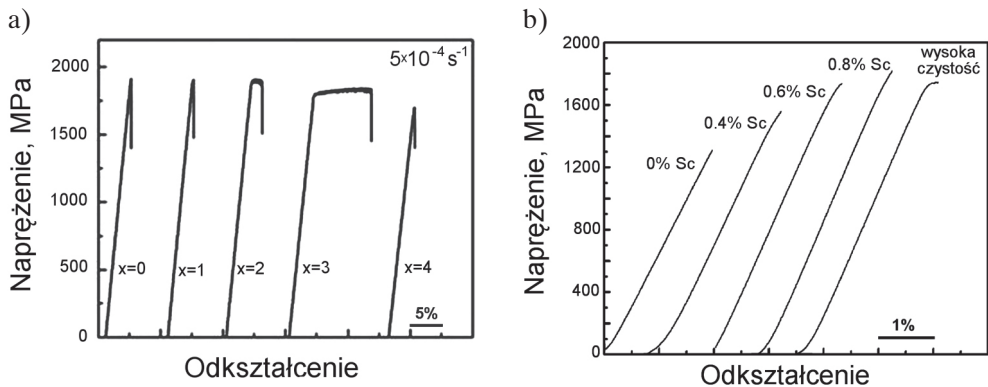 a)
5×10⁻⁴ s⁻¹
Naprężenie, MPa
2000
1500
1000
500
0
x=0
x=1
x=2
x=3
x=4
5%
Odkształcenie
b)
Naprężenie, MPa
2000
1600
1200
800
400
0
0% Sc
0.4% Sc
0.6% Sc
0.8% Sc
wysoka
czystość
1%
Odkształcenie